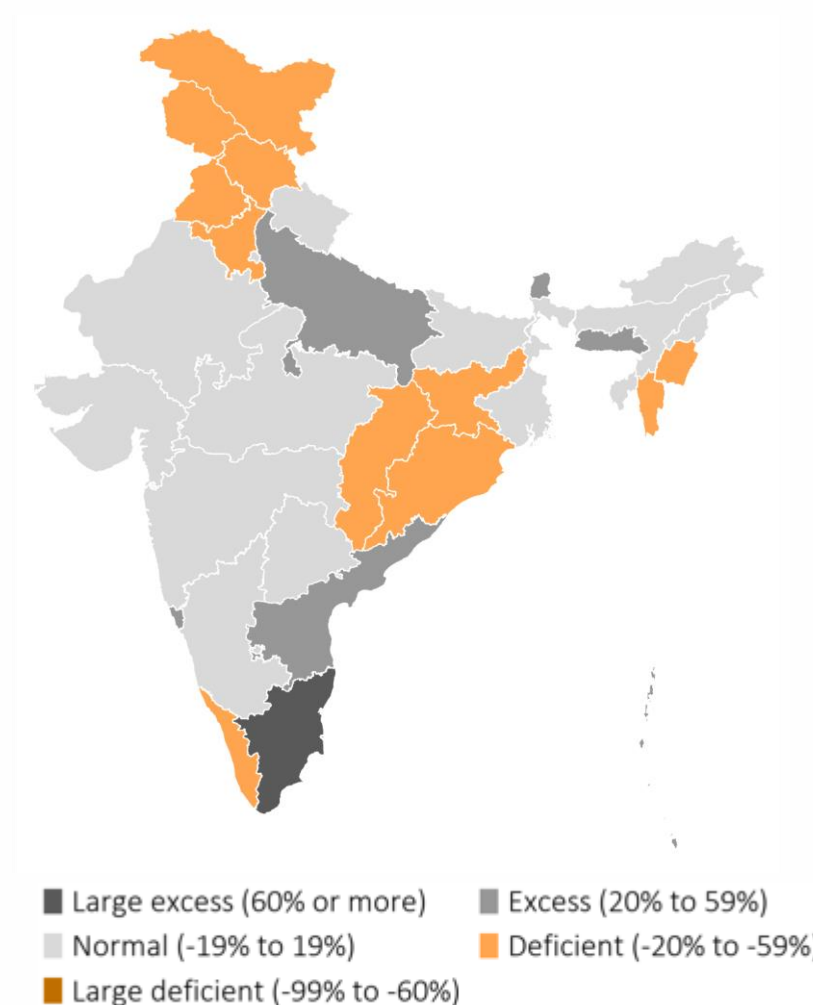 Large excess (60% or more)
Excess (20% to 59%)
Normal (-19% to 19%)
Deficient (-20% to -59%)
Large deficient (-99% to -60%)